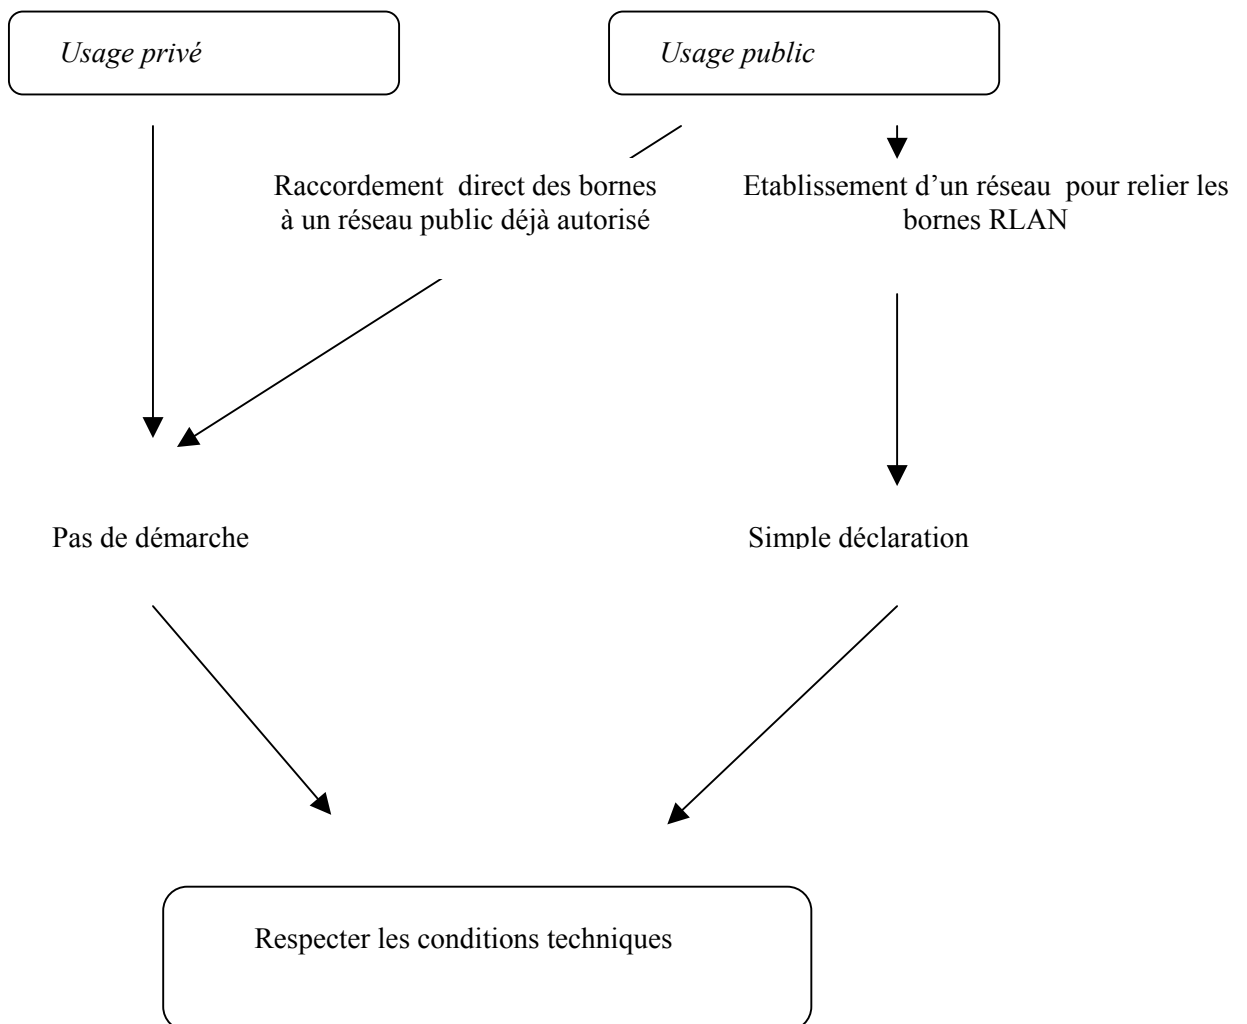 Usage privé
Usage public
Raccordement direct des bornes
à un réseau public déjà autorisé
Etablissement d’un réseau pour relier les
bornes RLAN
Pas de démarche
Simple déclaration
Respecter les conditions techniques